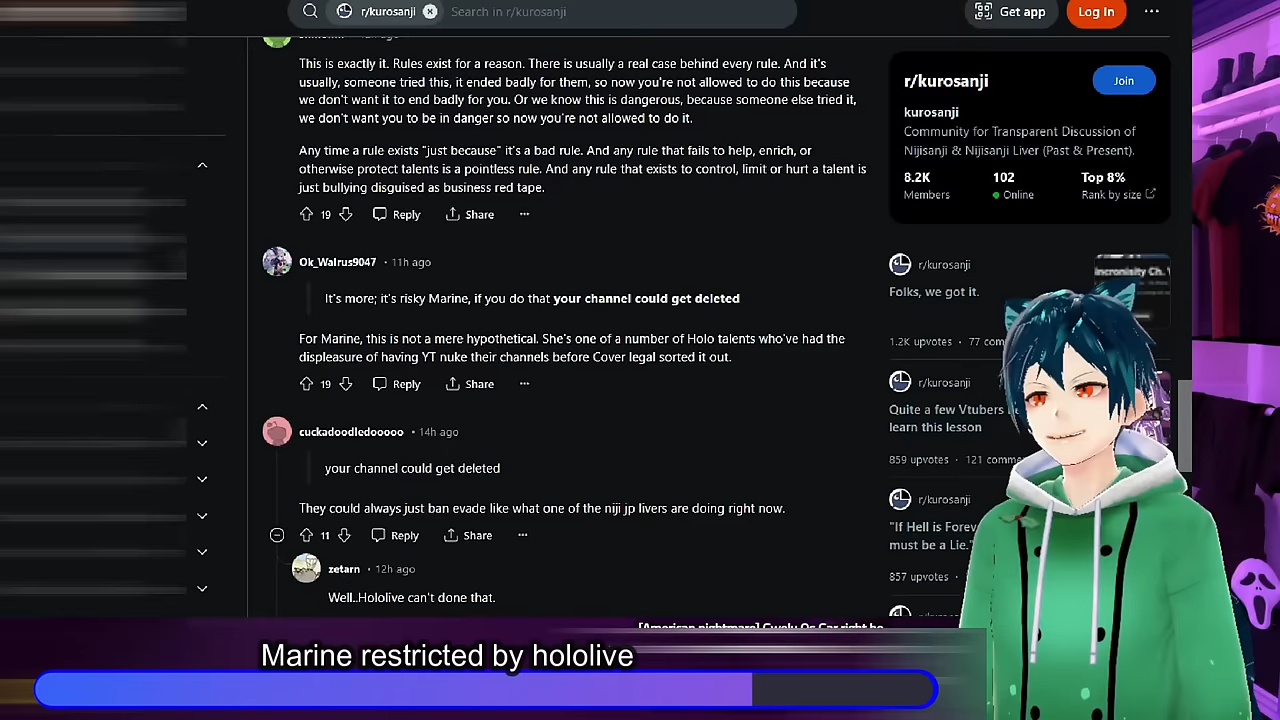 r/kurosanji
Search in r/kurosanji
Get app
Log In
This is exactly it. Rules exist for a reason. There is usually a real case behind every rule. And it's
usually, someone tried this, it ended badly for them, so now you're not allowed to do this because
we don't want it to end badly for you. Or we know this is dangerous, because someone else tried it,
we don't want you to be in danger so now you're not allowed to do it.
Any time a rule exists "just because" it's a bad rule. And any rule that fails to help, enrich, or
otherwise protect talents is a pointless rule. And any rule that exists to control, limit or hurt a talent is
just bullying disguised as business red tape.
19 Reply Share
Ok_Walrus9047 • 11h ago
It's more; it's risky Marine, if you do that your channel could get deleted
For Marine, this is not a mere hypothetical. She's one of a number of Holo talents who've had the
displeasure of having YT nuke their channels before Cover legal sorted it out.
19 Reply Share
cuckadoodledooooo • 14h ago
your channel could get deleted
They could always just ban evade like what one of the niji jp livers are doing right now.
11 Reply Share
zetarn • 12h ago
Well..Hololive can't done that.
r/kurosanji
Join
kurosanji
Community for Transparent Discussion of
Nijisanji & Nijisanji Liver (Past & Present).
8.2K 102 Top 8%
Members Online Rank by size
r/kurosanji
Folks, we got it.
1.2K upvotes • 77 com
r/kurosanji
Quite a few Vtubers
learn this lesson
859 upvotes • 121 comme
r/kurosanji
"If Hell is Forev
must be a Lie."
857 upvotes •
Marine restricted by hololive